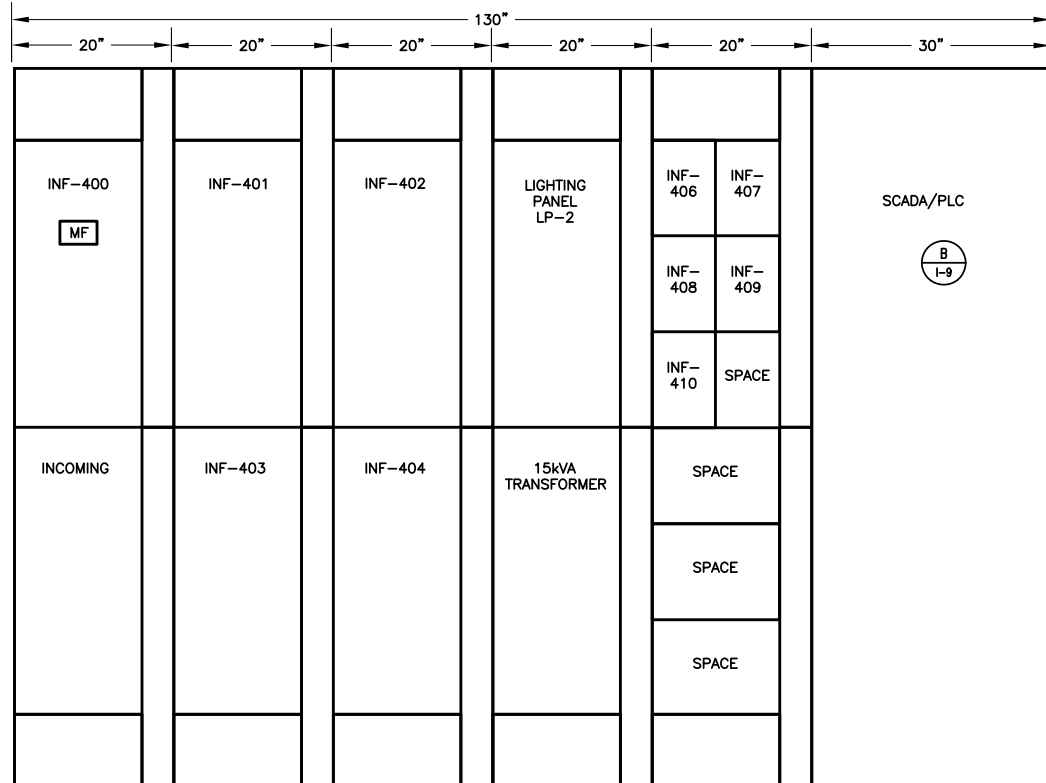 130”
20”
20”
20”
20”
20”
30”
INF-400
MF
INF-401
INF-402
LIGHTING
PANEL
LP-2
INF-
406
INF-
407
SCADA/PLC
B
I-9
INF-
408
INF-
409
INF-
410
SPACE
INCOMING
INF-403
INF-404
15kVA
TRANSFORMER
SPACE
SPACE
SPACE